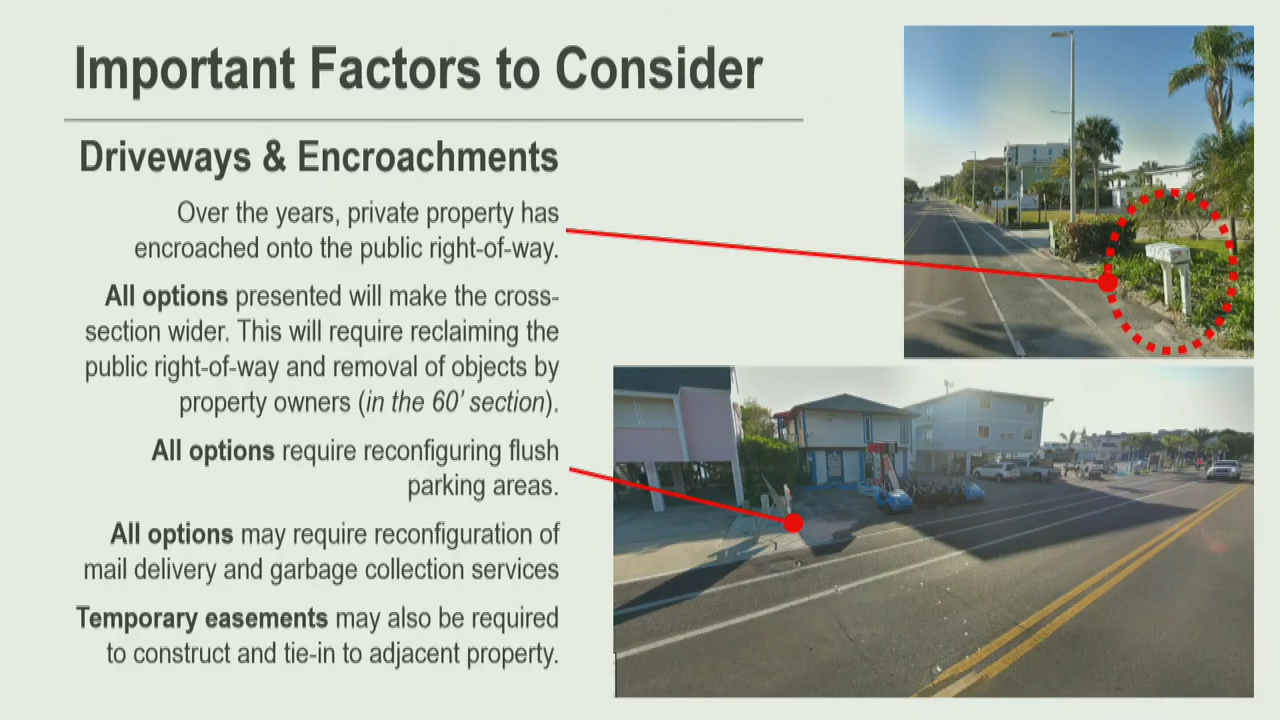 Important Factors to Consider
Driveways & Encroachments
Over the years, private property has
encroached onto the public right-of-way.
All options presented will make the cross-
section wider. This will require reclaiming the
public right-of-way and removal of objects by
property owners (in the 60’ section).
All options require reconfiguring flush
parking areas.
All options may require reconfiguration of
mail delivery and garbage collection services
Temporary easements may also be required
to construct and tie-in to adjacent property.